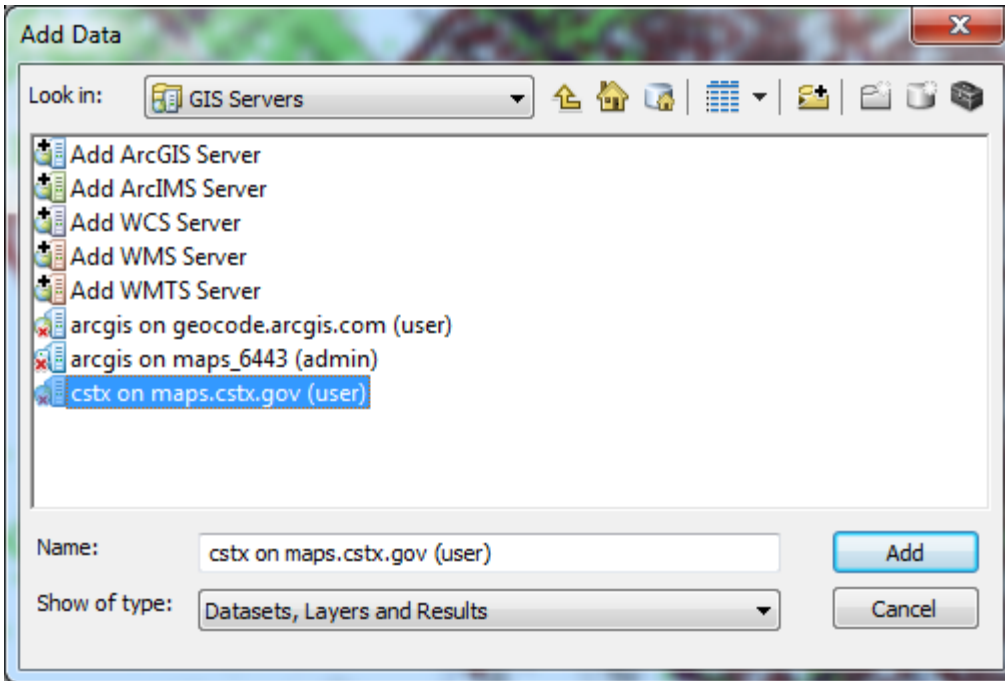 Add Data
Look in: GIS Servers
Add ArcGIS Server
Add ArcIMS Server
Add WCS Server
Add WMS Server
Add WMTS Server
arcgis on geocode.arcgis.com (user)
arcgis on maps_6443 (admin)
cstx on maps.cstx.gov (user)
Name: cstx on maps.cstx.gov (user) Add
Show of type: Datasets, Layers and Results Cancel